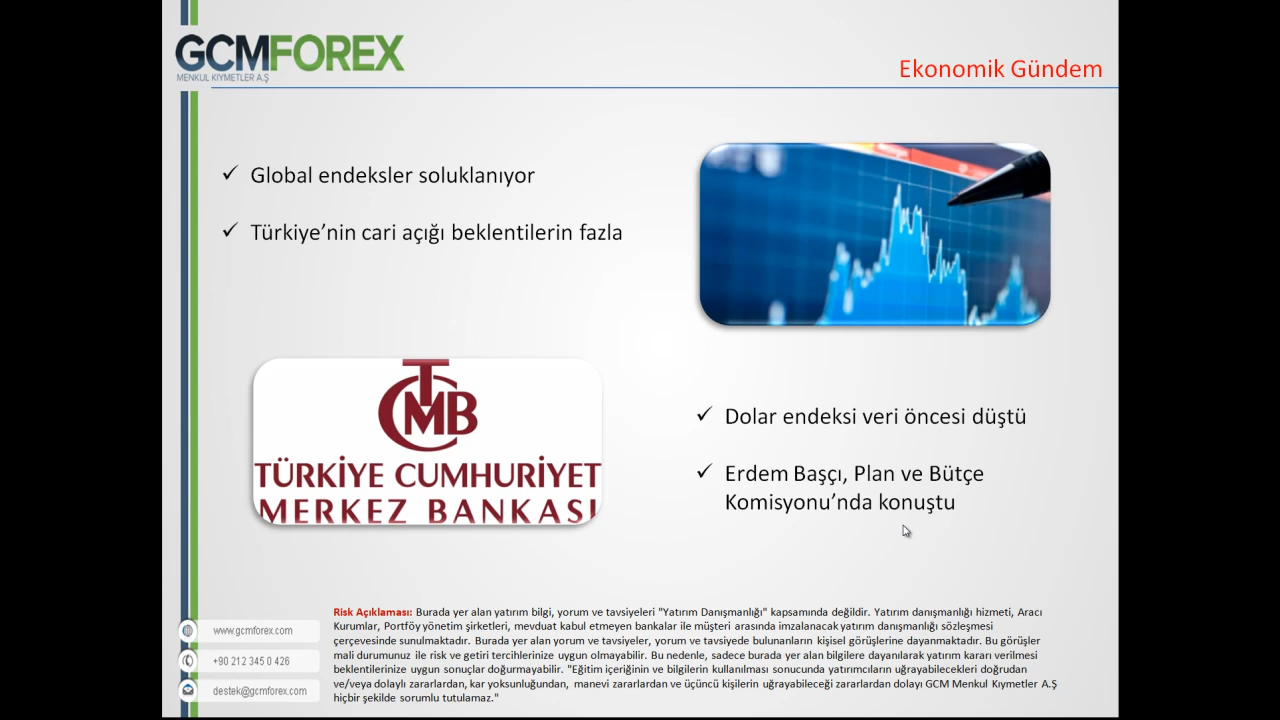 GCMFOREX
MENKUL KIYMETLER A.Ş
Ekonomik Gündem
✓ Global endeksler soluklanıyor
✓ Türkiye’nin cari açığı beklentilerin fazla
TCMB
TÜRKİYE CUMHURİYET
MERKEZ BANKASI
✓ Dolar endeksi veri öncesi düştü
✓ Erdem Başçı, Plan ve Bütçe
Komisyonu’nda konuştu
www.gcmforex.com
+90 212 345 0 426
destek@gcmforex.com
Risk Açıklaması: Burada yer alan yatırım bilgi, yorum ve tavsiyeleri "Yatırım Danışmanlığı" kapsamında değildir. Yatırım danışmanlığı hizmeti, Aracı
Kurumlar, Portföy yönetim şirketleri, mevduat kabul etmeyen bankalar ile müşteri arasında imzalanacak yatırım danışmanlığı sözleşmesi
çerçevesinde sunulmaktadır. Burada yer alan yorum ve tavsiyeler, yorum ve tavsiyede bulunanların kişisel görüşlerine dayanmaktadır. Bu görüşler
mali durumunuz ile risk ve getiri tercihlerinize uygun olmayabilir. Bu nedenle, sadece burada yer alan bilgilere dayanılarak yatırım kararı verilmesi
beklentilerinize uygun sonuçlar doğurmayabilir. "Eğitim içeriğinin ve bilgilerin kullanılması sonucunda yatırımcıların uğrayabilecekleri doğrudan
ve/veya dolaylı zararlardan, kar yoksunluğundan, manevi zararlardan ve üçüncü kişilerin uğrayabileceği zararlardan dolayı GCM Menkul Kıymetler A.Ş
hiçbir şekilde sorumlu tutulamaz."